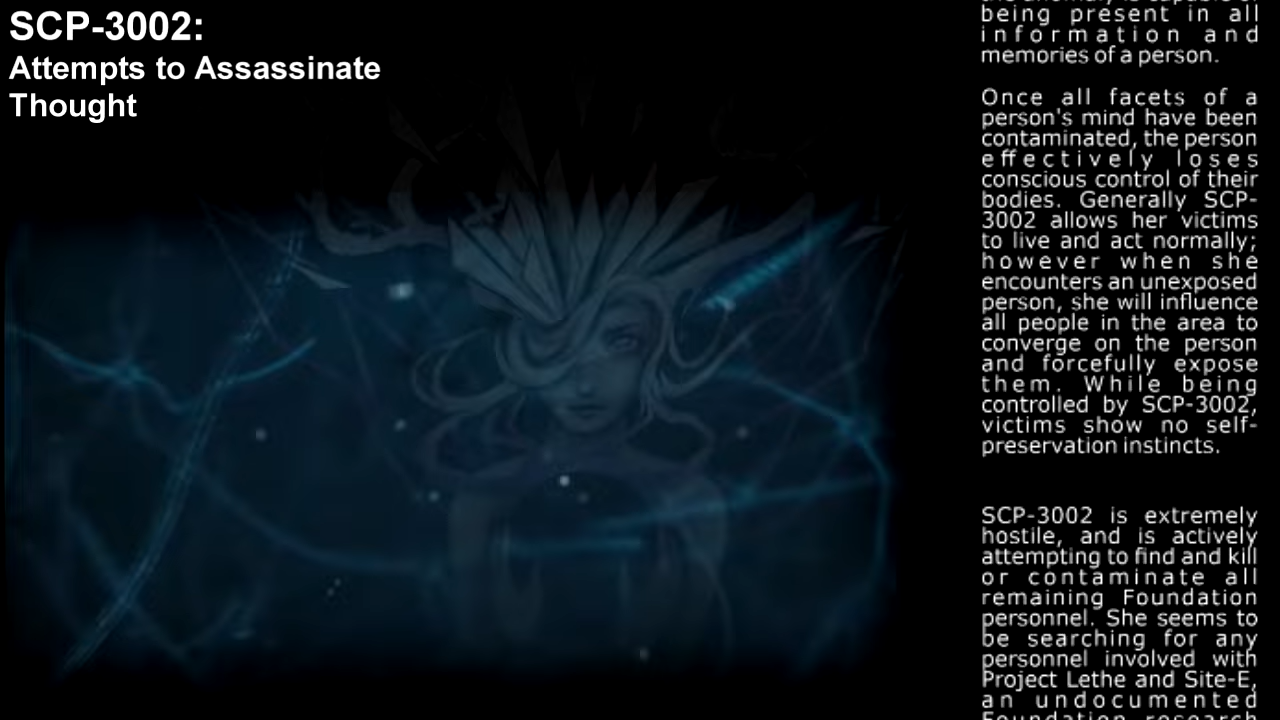 SCP-3002:
Attempts to Assassinate
Thought
being present in all
information and
memories of a person.
Once all facets of a
person's mind have been
contaminated, the person
effectively loses
conscious control of their
bodies. Generally SCP-
3002 allows her victims
to live and act normally;
however when she
encounters an unexposed
person, she will influence
all people in the area to
converge on the person
and forcefully expose
them. While being
controlled by SCP-3002,
victims show no self-
preservation instincts.
SCP-3002 is extremely
hostile, and is actively
attempting to find and kill
or contaminate all
remaining Foundation
personnel. She seems to
be searching for any
personnel involved with
Project Lethe and Site-E,
an undocumented
Foundation research